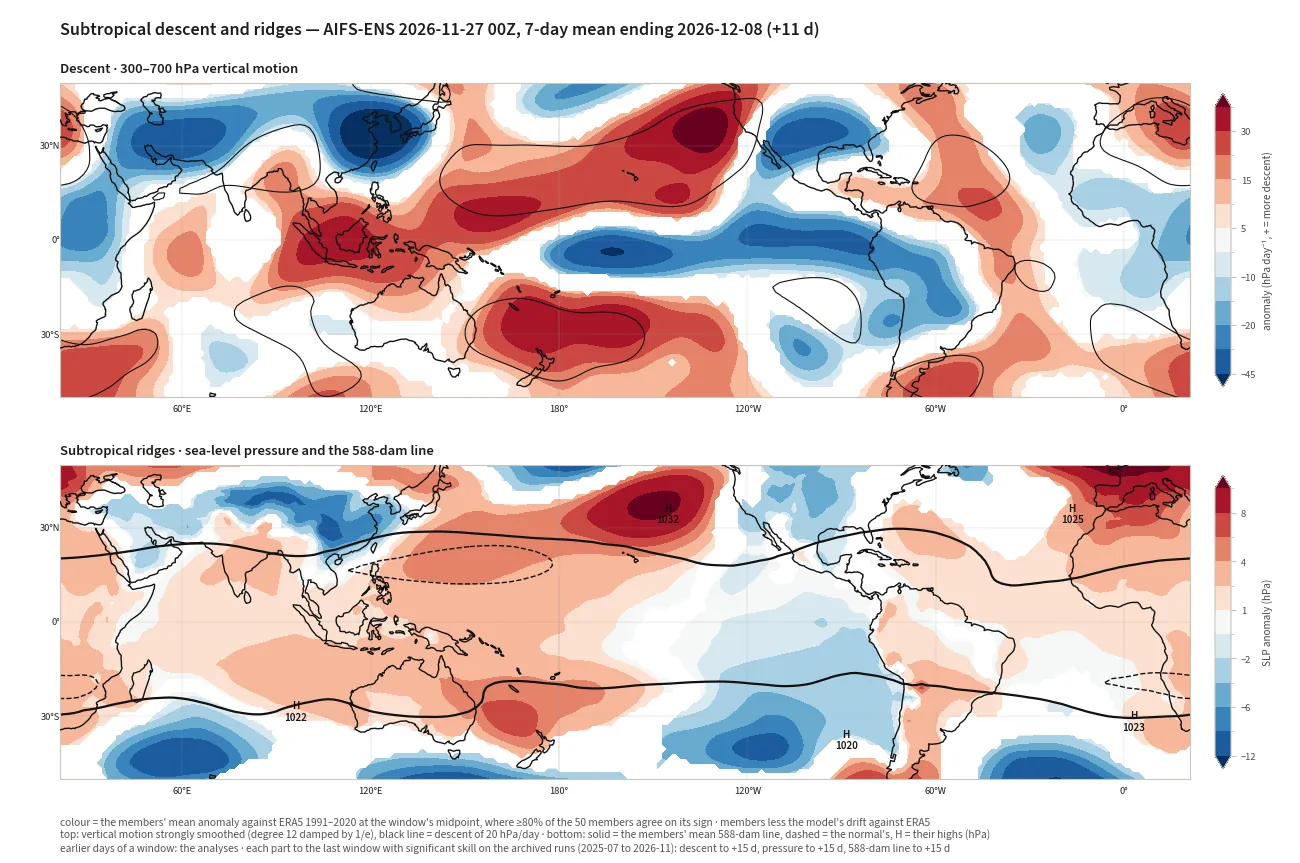 Subtropical descent and ridges — AIFS-ENS 2026-11-27 00Z, 7-day mean ending 2026-12-08 (+11 d)
Descent · 300–700 hPa vertical motion
30°N
0°
30°S
60°E
120°E
180°
120°W
60°W
0°
30
15
5
−10
−20
−45
anomaly (hPa day⁻¹, + = more descent)
Subtropical ridges · sea-level pressure and the 588-dam line
30°N
0°
30°S
H
1032
H
1025
H
1022
H
1020
H
1023
60°E
120°E
180°
120°W
60°W
0°
8
4
1
−2
−6
−12
SLP anomaly (hPa)
colour = the members' mean anomaly against ERA5 1991–2020 at the window's midpoint, where ≥80% of the 50 members agree on its sign · members less the model's drift against ERA5
top: vertical motion strongly smoothed (degree 12 damped by 1/e), black line = descent of 20 hPa/day · bottom: solid = the members' mean 588-dam line, dashed = the normal's, H = their highs (hPa)
earlier days of a window: the analyses · each part to the last window with significant skill on the archived runs (2025-07 to 2026-11): descent to +15 d, pressure to +15 d, 588-dam line to +15 d